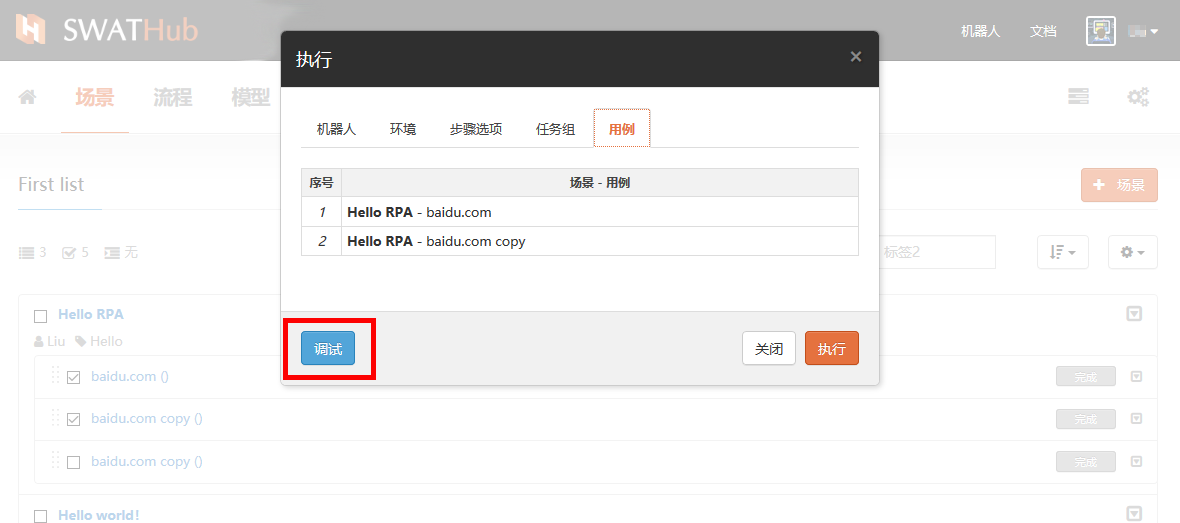 SWATHub
机器人 文档
执行 ×
场景 流程 模型
机器人 环境 步骤选项 任务组 用例
First list
场景
序号 场景 - 用例
1 Hello RPA - baidu.com
2 Hello RPA - baidu.com copy
3 5 无
标签2
Hello RPA
Liu Hello
调试 关闭 执行
baidu.com () 完成
baidu.com copy () 完成
baidu.com copy () 完成
Hello world!